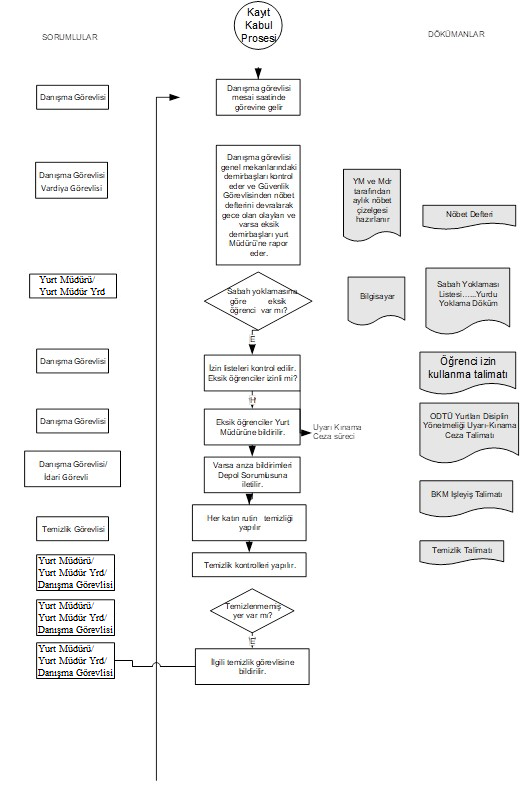 Kayıt
Kabul
Prosesi
SORUMLULAR
DÖKÜMANLAR
Danışma Görevlisi
Danışma görevlisi
mesai saatinde
görevine gelir
Danışma Görevlisi
Vardiya Görevlisi
Danışma görevlisi
genel mekanlarındaki
demirbaşları kontrol
eder ve Güvenlik
Görevlisinden nöbet
defterini devralarak
gece olan olayları ve
varsa eksik
demirbaşları yurt
Müdürü'ne rapor
eder.
YM ve Mdr
tarafından
aylık nöbet
çizelgesi
hazırlanır
Nöbet Defteri
Yurt Müdürü/
Yurt Müdür Yrd
Sabah yoklamasına
göre eksik
öğrenci var mı?
Bilgisayar
Sabah Yoklaması
Listesi......Yurdu
Yoklama Döküm
E
Danışma Görevlisi
İzin listeleri kontrol edilir.
Eksik öğrenciler izinli mi?
Öğrenci izin
kullanma talimatı
H
Danışma Görevlisi
Eksik öğrenciler Yurt
Müdürüne bildirilir.
Uyarı Kınama
Ceza süreci
ODTÜ Yurtları Disiplin
Yönetmeliği Uyarı-Kınama
Ceza Talimatı
Danışma Görevlisi/
İdari Görevli
Varsa arıza bildirimleri
Depol Sorumlusuna
iletilir.
BKM İşleyiş Talimatı
Temizlik Görevlisi
Her katın rutin temizliği
yapılır
Temizlik Talimatı
Yurt Müdürü/
Yurt Müdür Yrd/
Danışma Görevlisi
Temizlik kontrolleri yapılır.
Yurt Müdürü/
Yurt Müdür Yrd/
Danışma Görevlisi
Temizlenmemiş
yer var mı?
E
Yurt Müdürü/
Yurt Müdür Yrd/
Danışma Görevlisi
İlgili temizlik görevlisine
bildirilir.